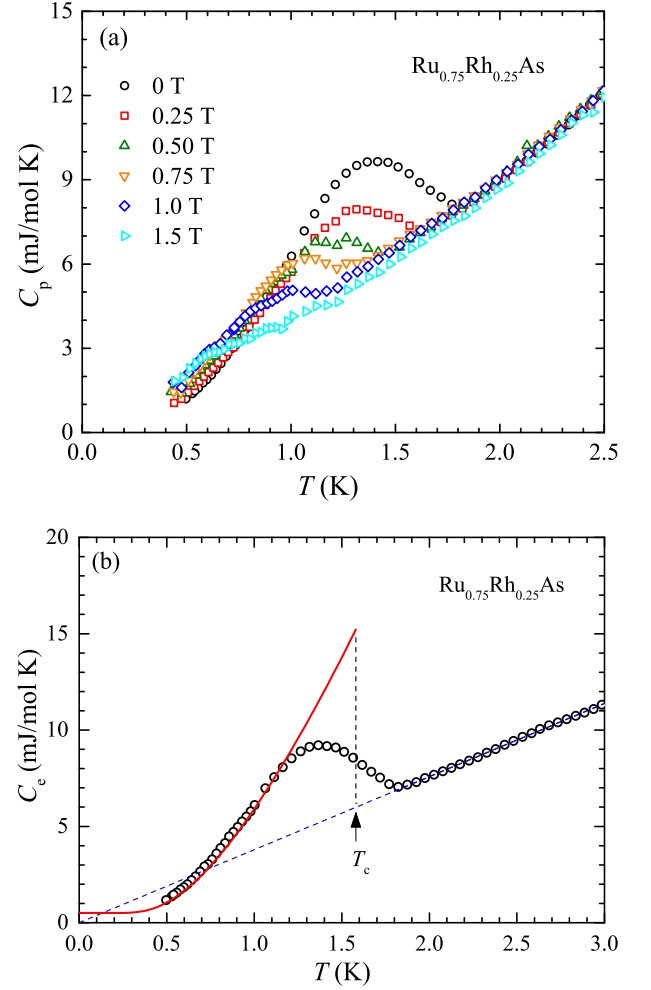 (a)
Ru0.75Rh0.25As
0 T
0.25 T
0.50 T
0.75 T
1.0 T
1.5 T
15
12
9
6
3
0
Cp (mJ/mol K)
0.0 0.5 1.0 1.5 2.0 2.5
T (K)
(b)
Ru0.75Rh0.25As
20
15
10
5
0
Ce (mJ/mol K)
Tc
0.0 0.5 1.0 1.5 2.0 2.5 3.0
T (K)